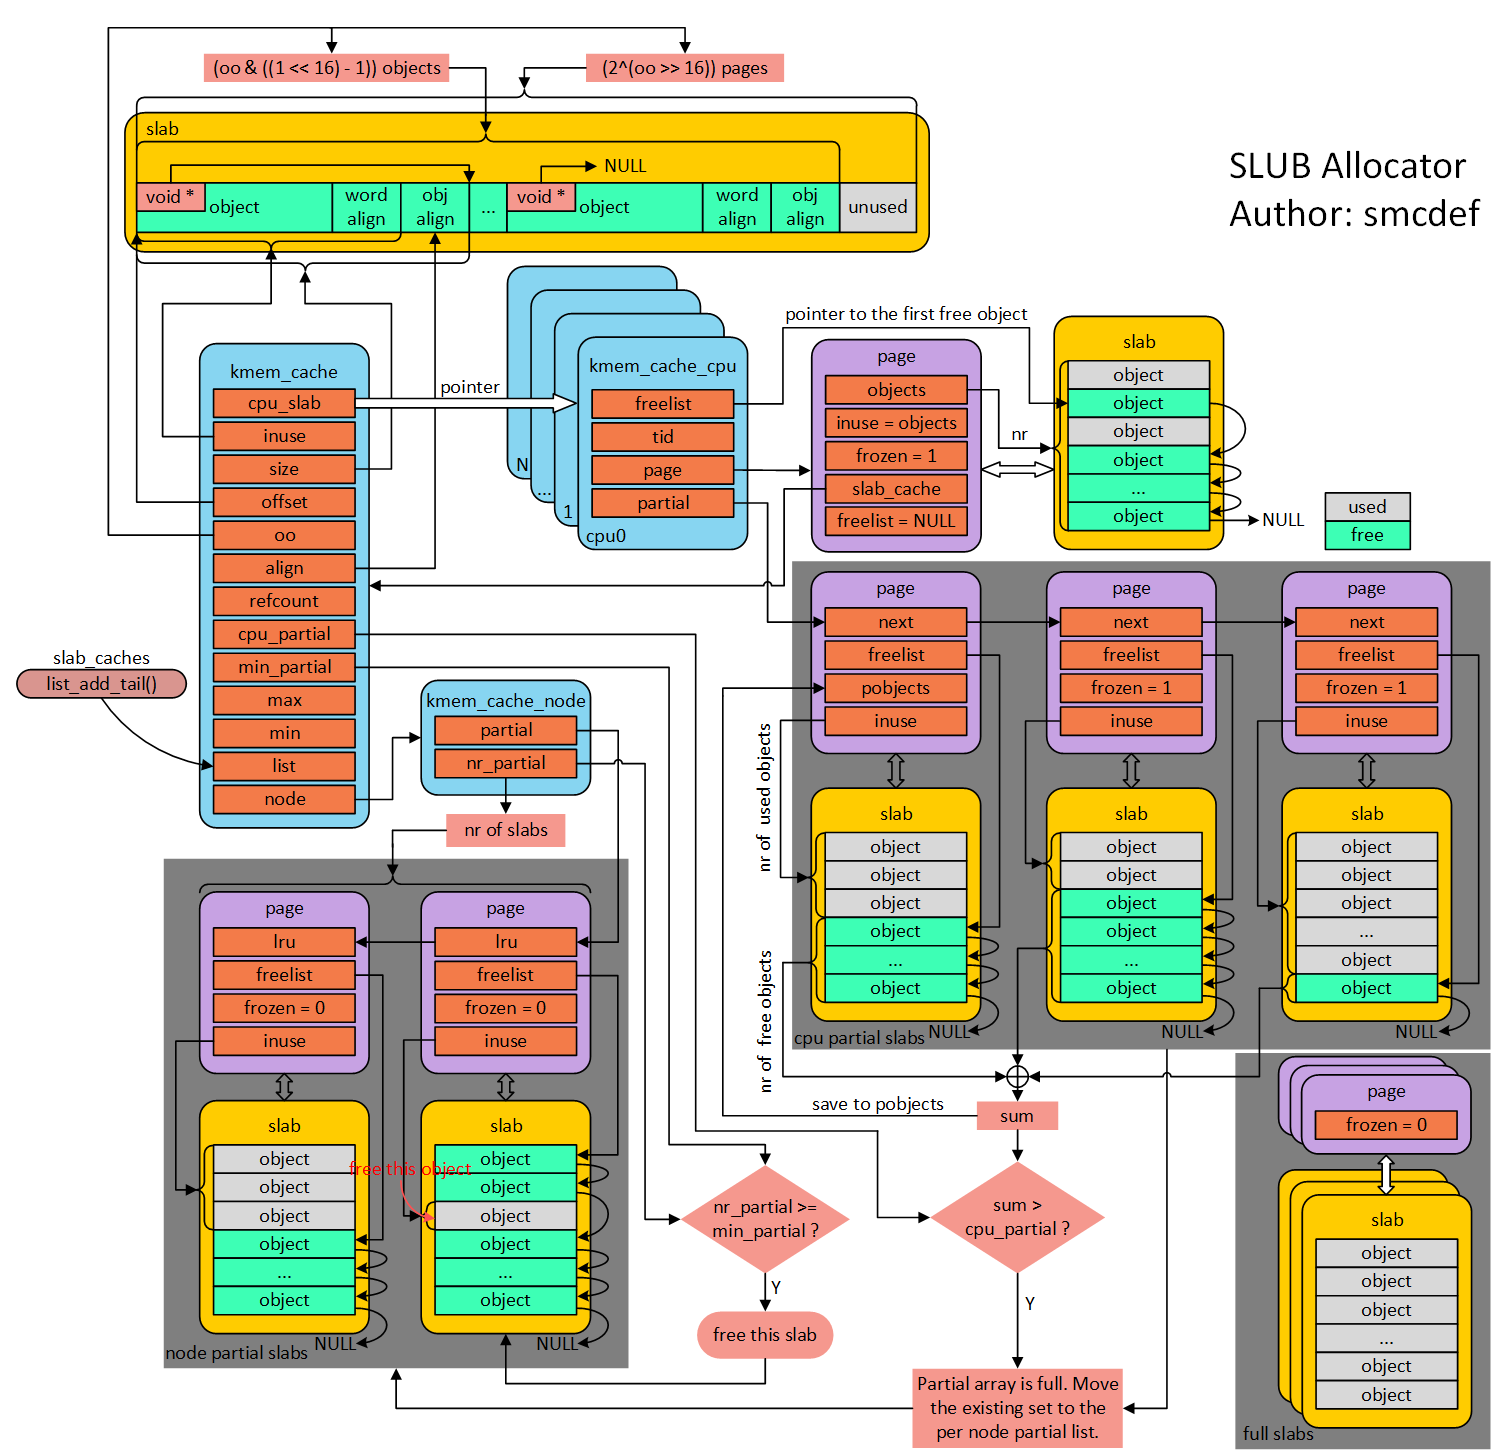 (oo & ((1 << 16) - 1)) objects
(2^(oo >> 16)) pages
slab
NULL
void *
object
word
align
obj
align
...
void *
object
word
align
obj
align
unused
SLUB Allocator
Author: smcdef
kmem_cache
cpu_slab
inuse
size
offset
oo
align
refcount
cpu_partial
min_partial
max
min
list
node
slab_caches
list_add_tail()
pointer
N
...
1
kmem_cache_cpu
freelist
tid
page
partial
cpu0
pointer to the first free object
page
objects
inuse = objects
frozen = 1
slab_cache
freelist = NULL
nr
slab
object
object
object
object
...
object
NULL
used
free
kmem_cache_node
partial
nr_partial
nr of slabs
page
next
freelist
pobjects
inuse
page
next
freelist
frozen = 1
inuse
page
next
freelist
frozen = 1
inuse
nr of used objects
nr of free objects
slab
object
object
object
object
...
object
NULL
slab
object
object
object
object
...
object
NULL
slab
object
object
object
...
object
object
NULL
cpu partial slabs
page
lru
freelist
frozen = 0
inuse
page
lru
freelist
frozen = 0
inuse
slab
object
object
object
object
...
object
NULL
slab
object
object
object
object
...
object
NULL
free this object
node partial slabs
save to pobjects
sum
nr_partial >=
min_partial ?
Y
free this slab
sum >
cpu_partial ?
Y
Partial array is full. Move
the existing set to the
per node partial list.
page
frozen = 0
slab
object
object
object
...
object
object
full slabs